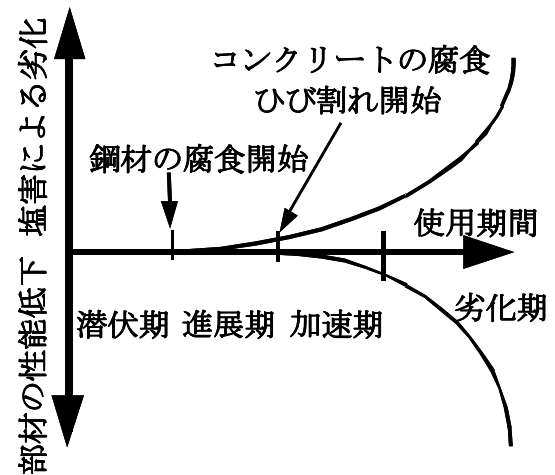 コンクリートの腐食
ひび割れ開始
鋼材の腐食開始
塩害による劣化
使用期間
部材の性能低下
潜伏期 進展期 加速期
劣化期